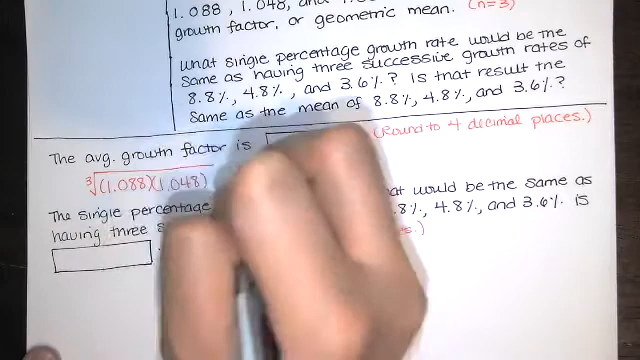 1.088, 1.048, and
growth factor, or geometric mean. (n=3)
What single percentage growth rate would be the
same as having three successive growth rates of
8.8%, 4.8%, and 3.6%? Is that result the
same as the mean of 8.8%, 4.8%, and 3.6%?
The avg. growth factor is (Round to 4 decimal places.)
∛(1.088)(1.048)
The single percentage would be the same as
having three 8%, 4.8%, and 3.6% is